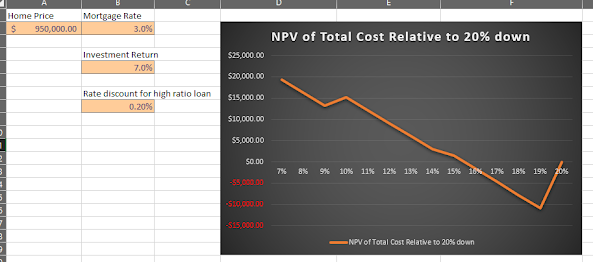 A B C D E F
Home Price Mortgage Rate
$ 950,000.00 3.0%
Investment Return
7.0%
Rate discount for high ratio loan
0.20%
NPV of Total Cost Relative to 20% down
$25,000.00
$20,000.00
$15,000.00
$10,000.00
$5,000.00
$0.00
7% 8% 9% 10% 11% 12% 13% 14% 15% 16% 17% 18% 19% 20%
-$5,000.00
-$10,000.00
-$15,000.00
NPV of Total Cost Relative to 20% down